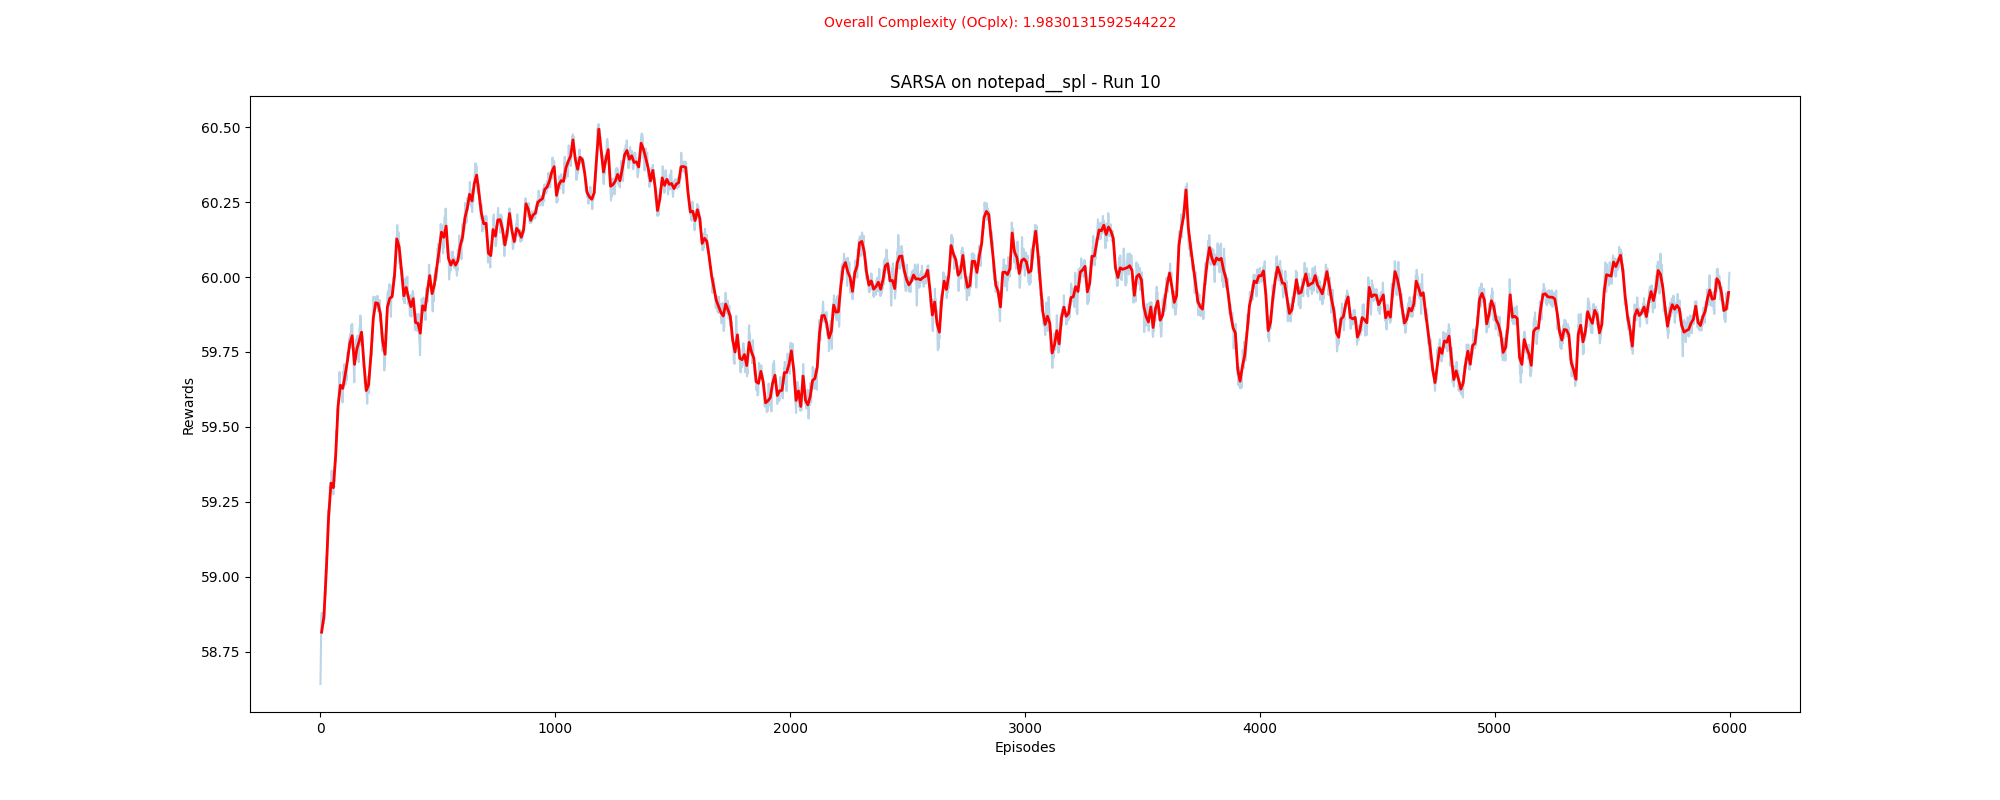 Overall Complexity (OCplx): 1.9830131592544222
SARSA on notepad__spl - Run 10
60.50
60.25
60.00
59.75
59.50
59.25
59.00
58.75
Rewards
0 1000 2000 3000 4000 5000 6000
Episodes